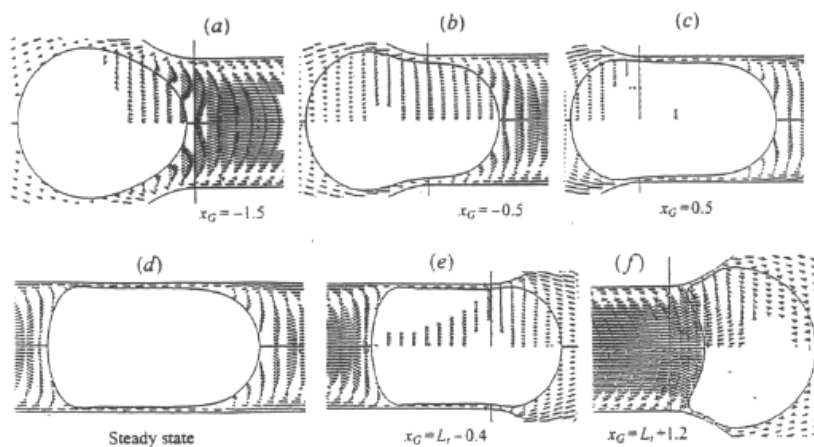 (a) (b) (c)
x_G = −1.5 x_G = −0.5 x_G = 0.5
(d) (e) (f)
Steady state x_G = L_t − 0.4 x_G = L_t + 1.2